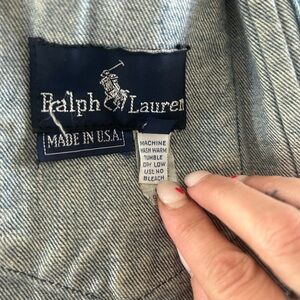 Ralph Lauren
MADE IN U.S.A.
MACHINE
WASH WARM
TUMBLE
DRY LOW
USE NO
BLEACH